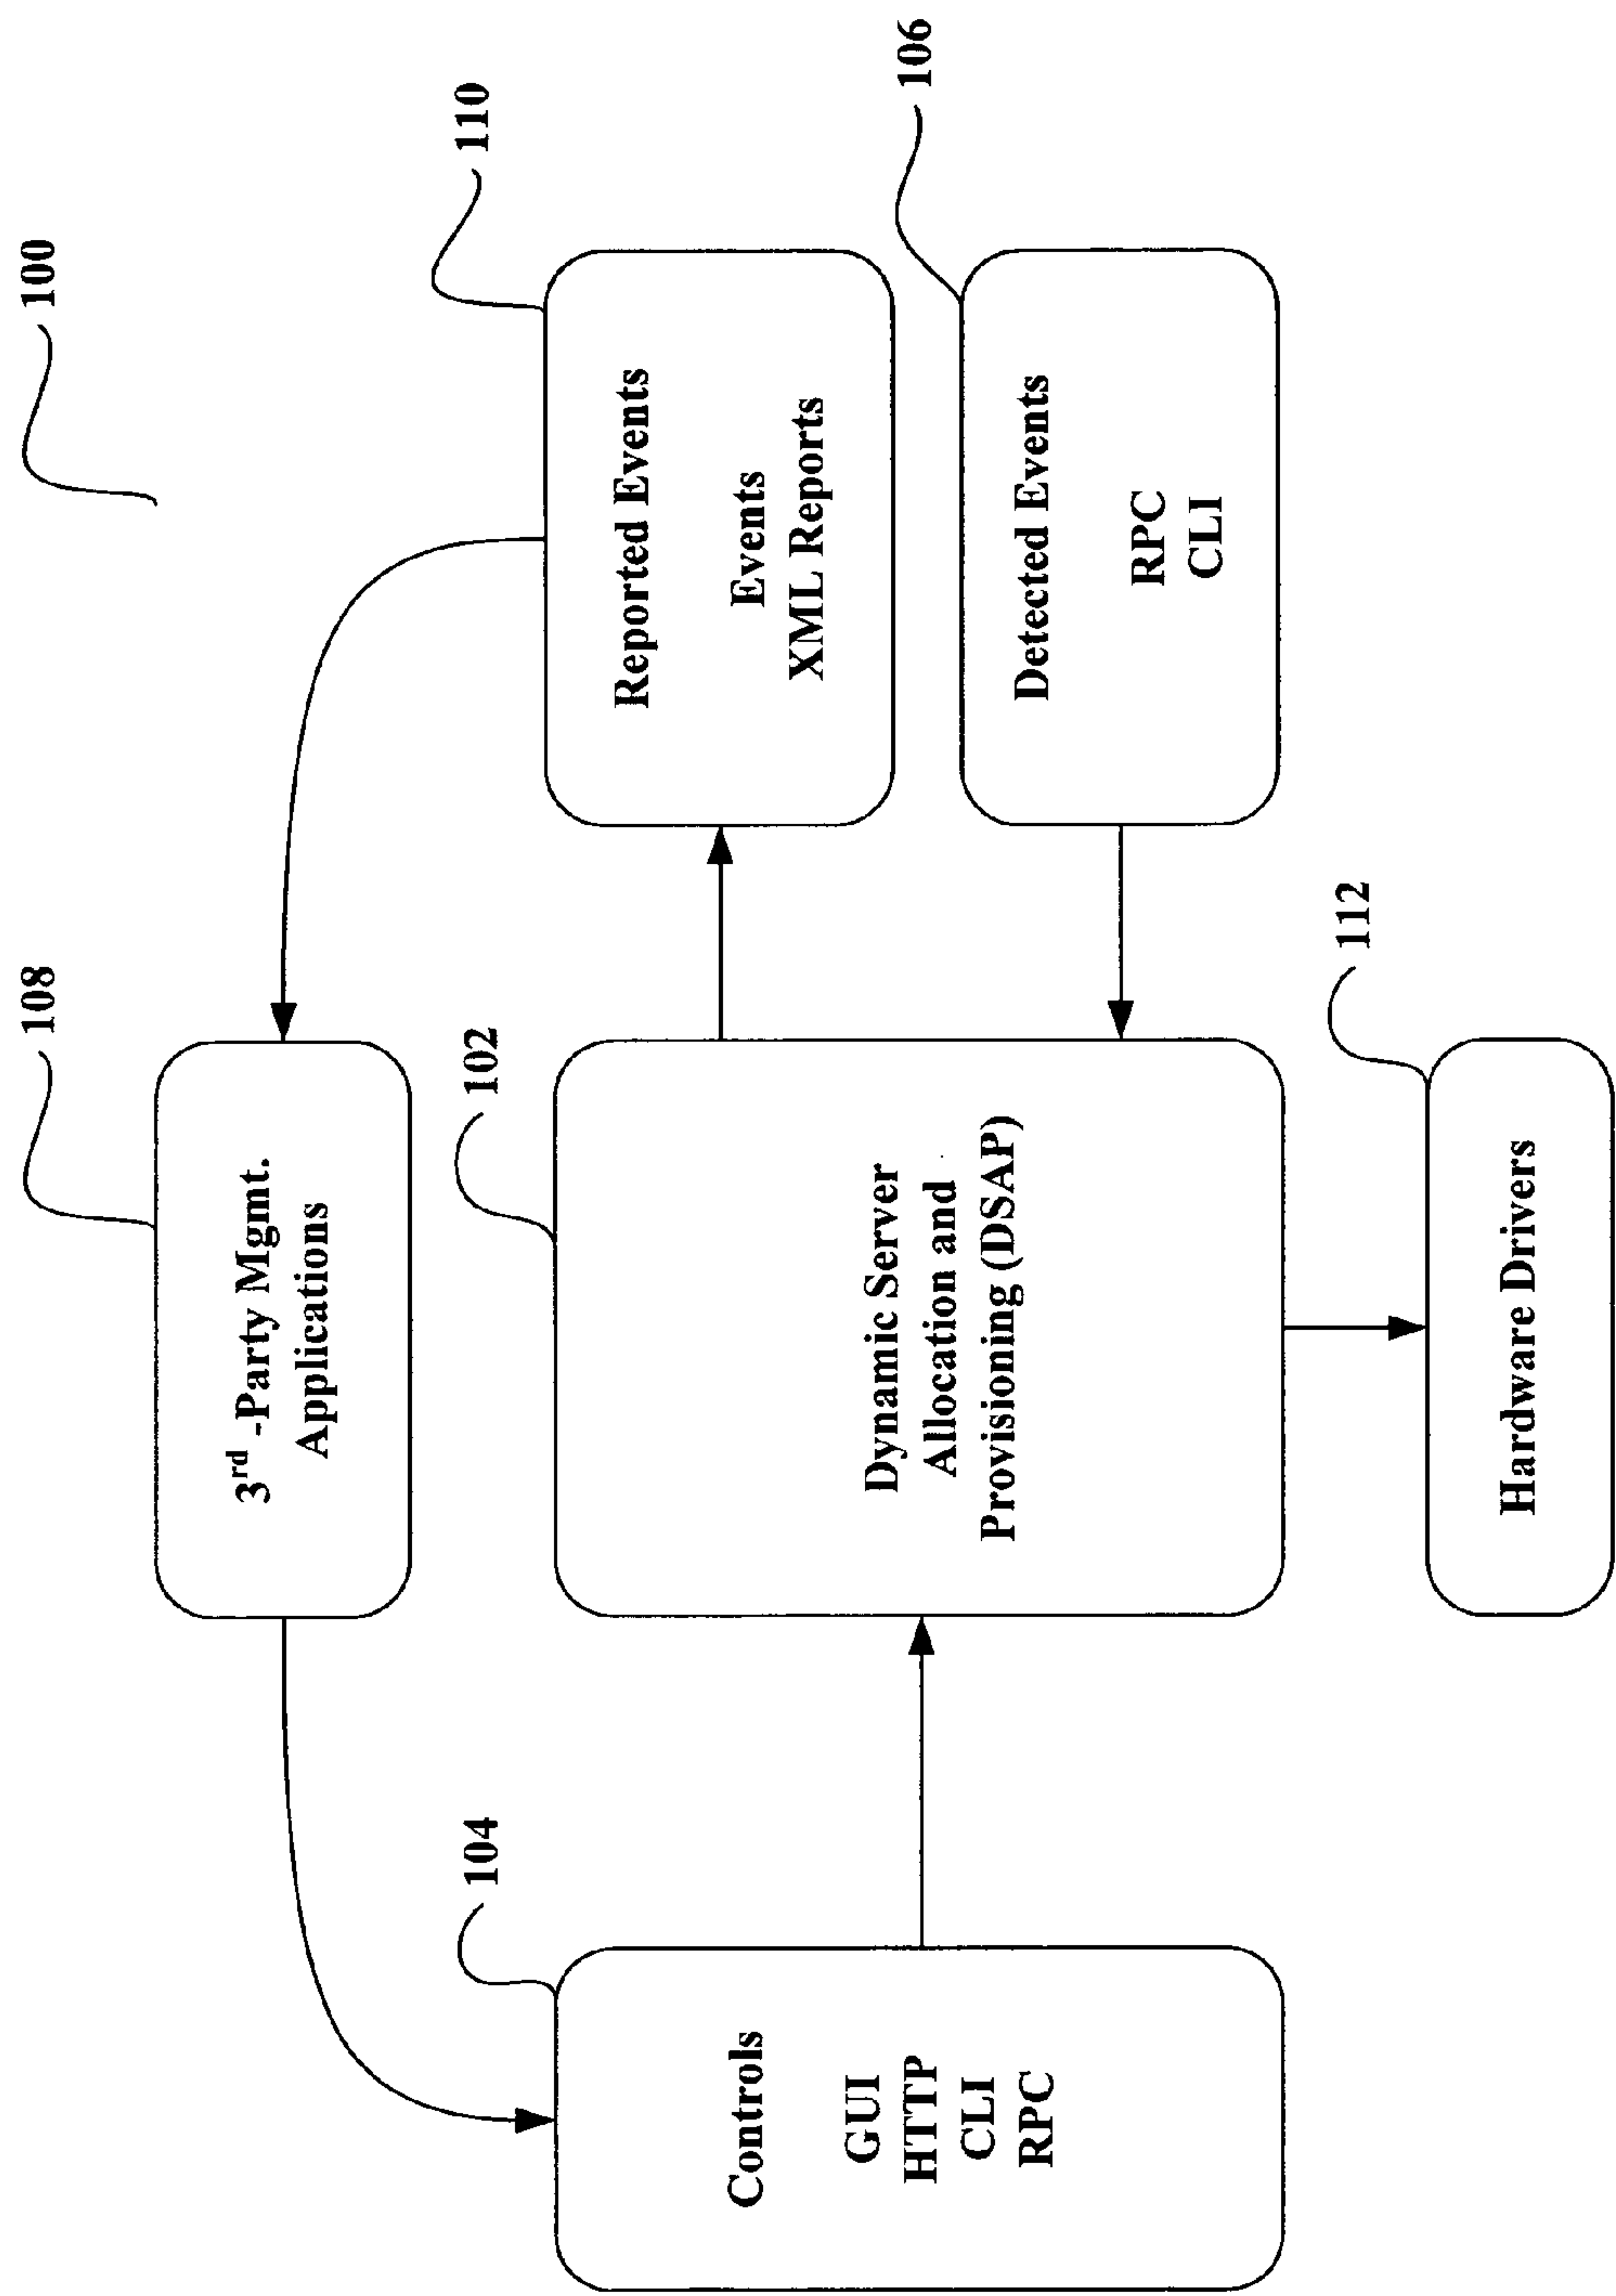 100
108
3rd -Party Mgmt.
Applications
110
Reported Events
Events
XML Reports
102
Dynamic Server
Allocation and
Provisioning (DSAP)
104
Controls
GUI
HTTP
CLI
RPC
106
Detected Events
RPC
CLI
112
Hardware Drivers